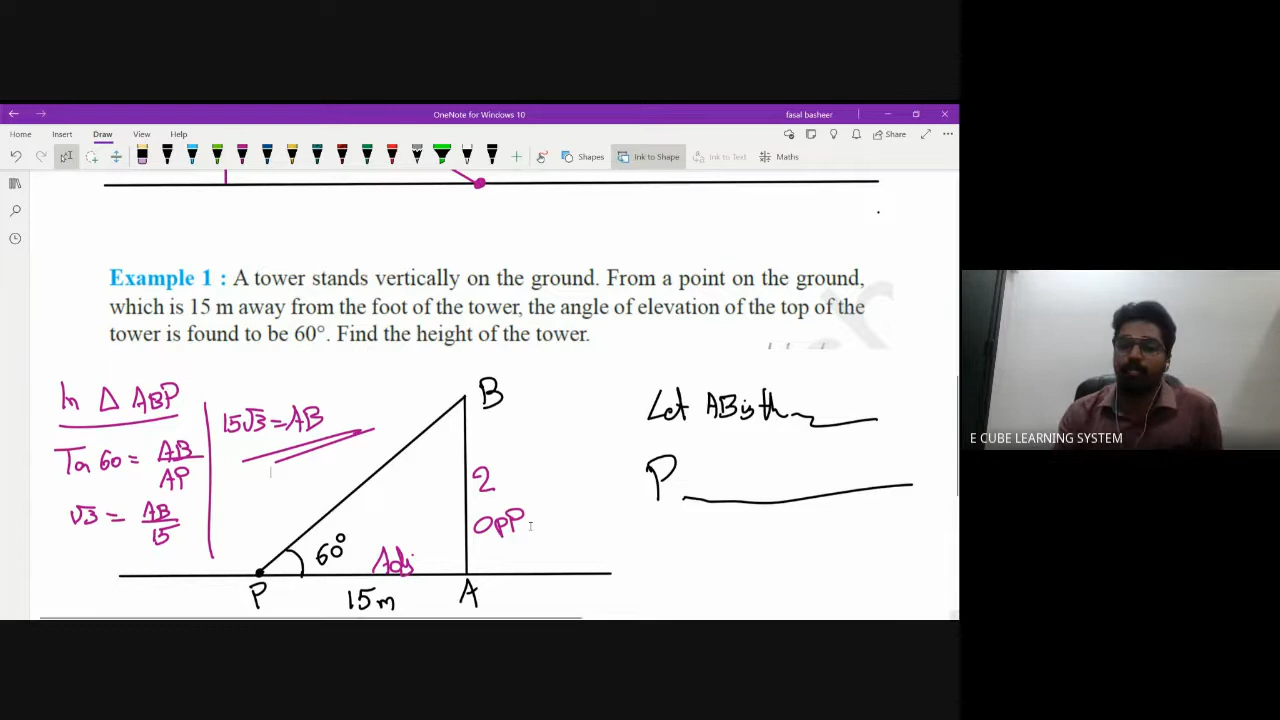 OneNote for Windows 10
fasal basheer
Home Insert Draw View Help
Share
Shapes Ink to Shape Ink to Text Maths
Example 1 : A tower stands vertically on the ground. From a point on the ground,
which is 15 m away from the foot of the tower, the angle of elevation of the top of the
tower is found to be 60°. Find the height of the tower.
In Δ ABP
Tan 60 = AB/AP
√3 = AB/15
15√3 = AB
B
?
OPP
60°
Adj
P
15m
A
Let AB is the
P
E CUBE LEARNING SYSTEM